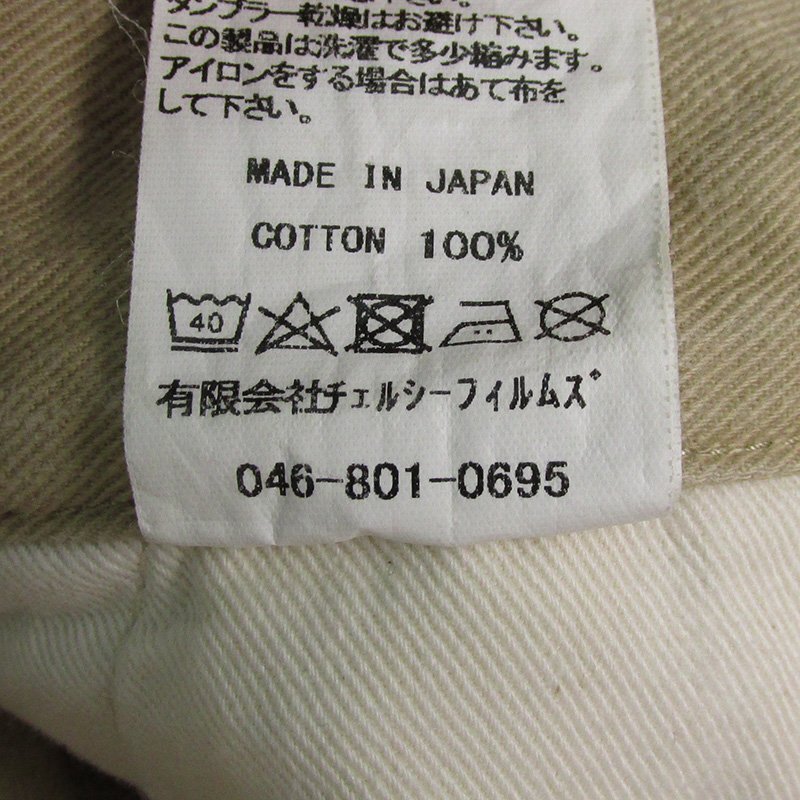 タンブラー乾燥はお避け下さい。
この製品は洗濯で多少縮みます。
アイロンをする場合はあて布を
して下さい。
MADE IN JAPAN
COTTON 100%
40
有限会社チェルシーフィルムズ
046-801-0695